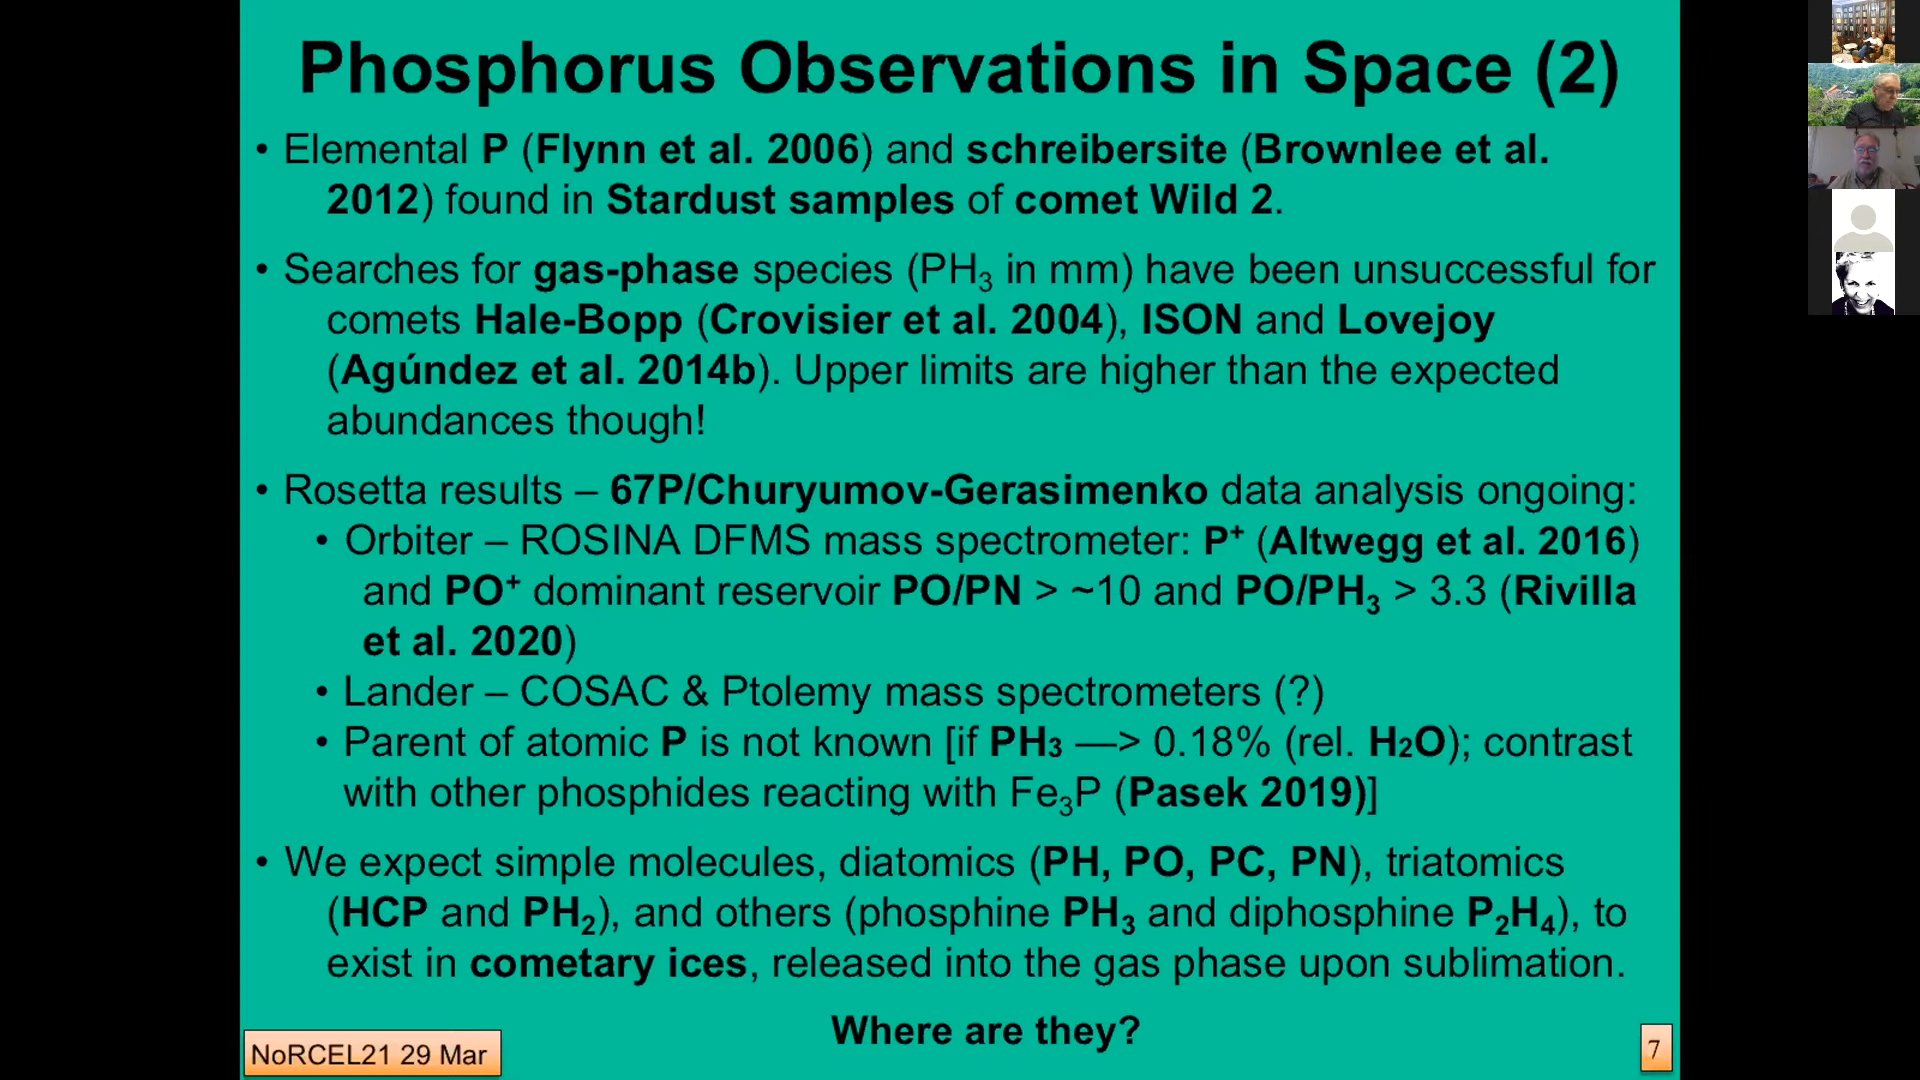 Phosphorus Observations in Space (2)
• Elemental P (Flynn et al. 2006) and schreibersite (Brownlee et al.
2012) found in Stardust samples of comet Wild 2.
• Searches for gas-phase species (PH₃ in mm) have been unsuccessful for
comets Hale-Bopp (Crovisier et al. 2004), ISON and Lovejoy
(Agúndez et al. 2014b). Upper limits are higher than the expected
abundances though!
• Rosetta results – 67P/Churyumov-Gerasimenko data analysis ongoing:
• Orbiter – ROSINA DFMS mass spectrometer: P⁺ (Altwegg et al. 2016)
and PO⁺ dominant reservoir PO/PN > ~10 and PO/PH₃ > 3.3 (Rivilla
et al. 2020)
• Lander – COSAC & Ptolemy mass spectrometers (?)
• Parent of atomic P is not known [if PH₃ —> 0.18% (rel. H₂O); contrast
with other phosphides reacting with Fe₃P (Pasek 2019)]
• We expect simple molecules, diatomics (PH, PO, PC, PN), triatomics
(HCP and PH₂), and others (phosphine PH₃ and diphosphine P₂H₄), to
exist in cometary ices, released into the gas phase upon sublimation.
Where are they?
NoRCEL21 29 Mar
7